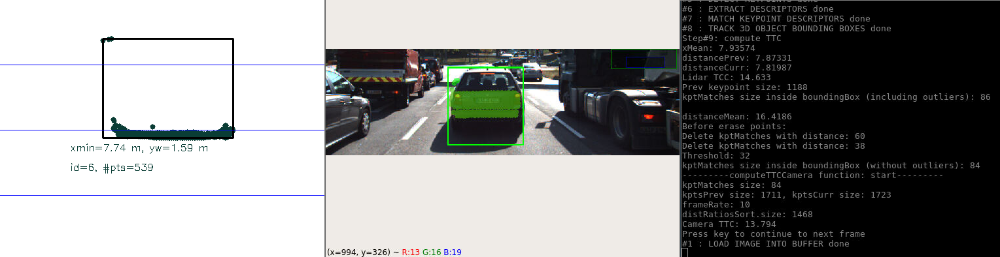 xmin=7.74 m, yw=1.59 m
id=6, #pts=539
(x=994, y=326) ~ R:13 G:16 B:19
#6 : EXTRACT DESCRIPTORS done
#7 : MATCH KEYPOINT DESCRIPTORS done
#8 : TRACK 3D OBJECT BOUNDING BOXES done
Step#9: compute TTC
xMean: 7.93574
distancePrev: 7.87331
distanceCurr: 7.81987
Lidar TCC: 14.633
Prev keypoint size: 1188
kptMatches size inside boundingBox (including outliers): 86
distanceMean: 16.4186
Before erase points:
Delete kptMatches with distance: 60
Delete kptMatches with distance: 38
Threshold: 32
kptMatches size inside boundingBox (without outliers): 84
---------computeTTCCamera function: start---------
kptMatches size: 84
kptsPrev size: 1711, kptsCurr size: 1723
frameRate: 10
distRatiosSort.size: 1468
Camera TTC: 13.794
Press key to continue to next frame
#1 : LOAD IMAGE INTO BUFFER done